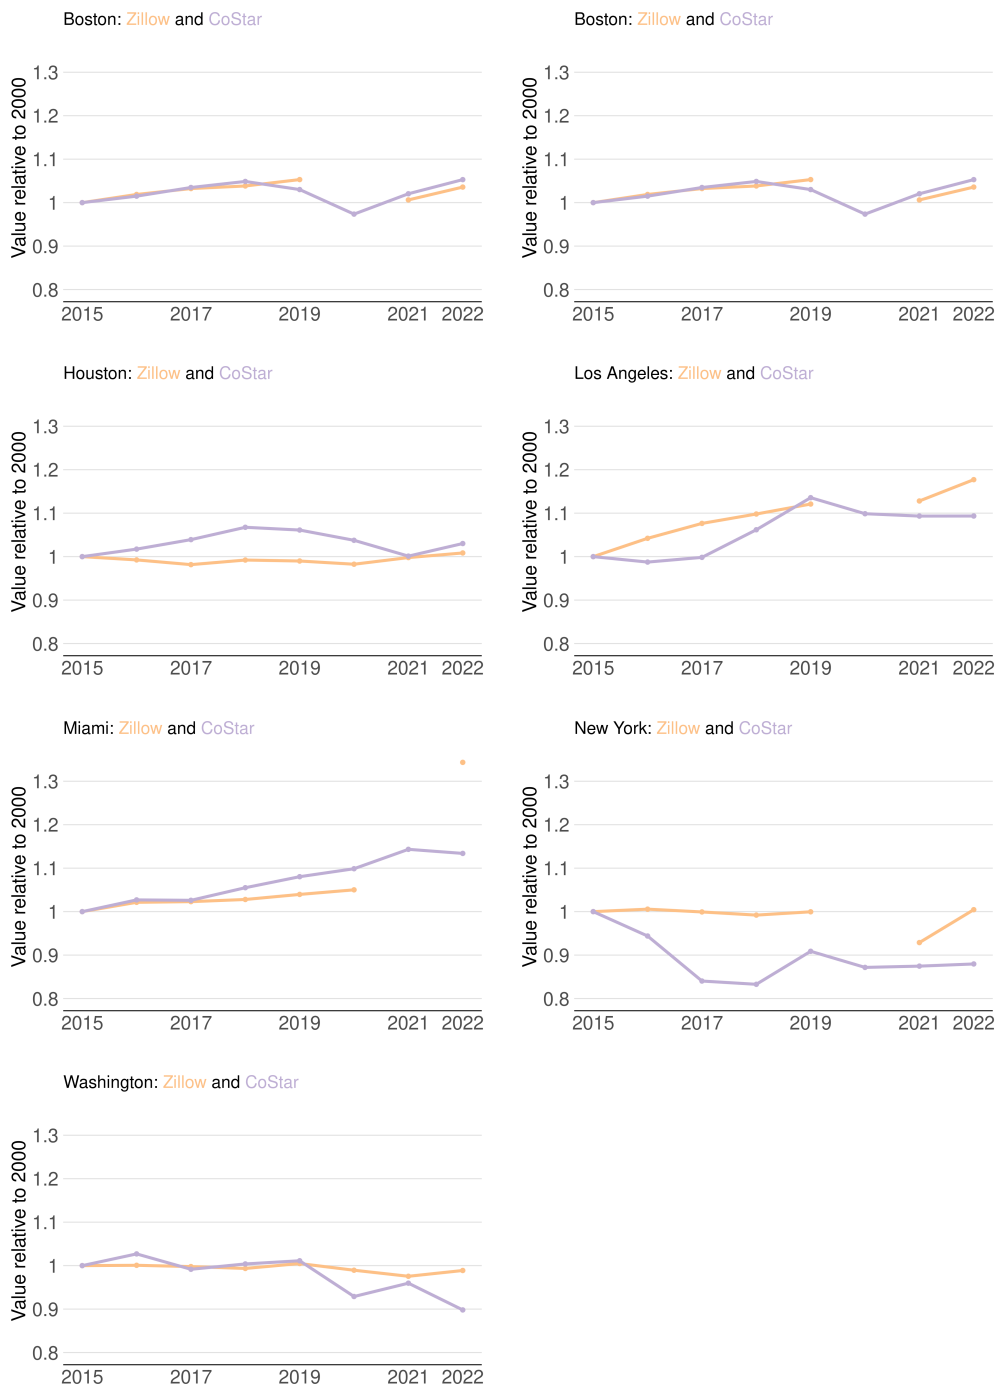 Boston: Zillow and CoStar
Value relative to 2000
1.3
1.2
1.1
1
0.9
0.8
2015 2017 2019 2021 2022
Boston: Zillow and CoStar
Value relative to 2000
1.3
1.2
1.1
1
0.9
0.8
2015 2017 2019 2021 2022
Houston: Zillow and CoStar
Value relative to 2000
1.3
1.2
1.1
1
0.9
0.8
2015 2017 2019 2021 2022
Los Angeles: Zillow and CoStar
Value relative to 2000
1.3
1.2
1.1
1
0.9
0.8
2015 2017 2019 2021 2022
Miami: Zillow and CoStar
Value relative to 2000
1.3
1.2
1.1
1
0.9
0.8
2015 2017 2019 2021 2022
New York: Zillow and CoStar
Value relative to 2000
1.3
1.2
1.1
1
0.9
0.8
2015 2017 2019 2021 2022
Washington: Zillow and CoStar
Value relative to 2000
1.3
1.2
1.1
1
0.9
0.8
2015 2017 2019 2021 2022